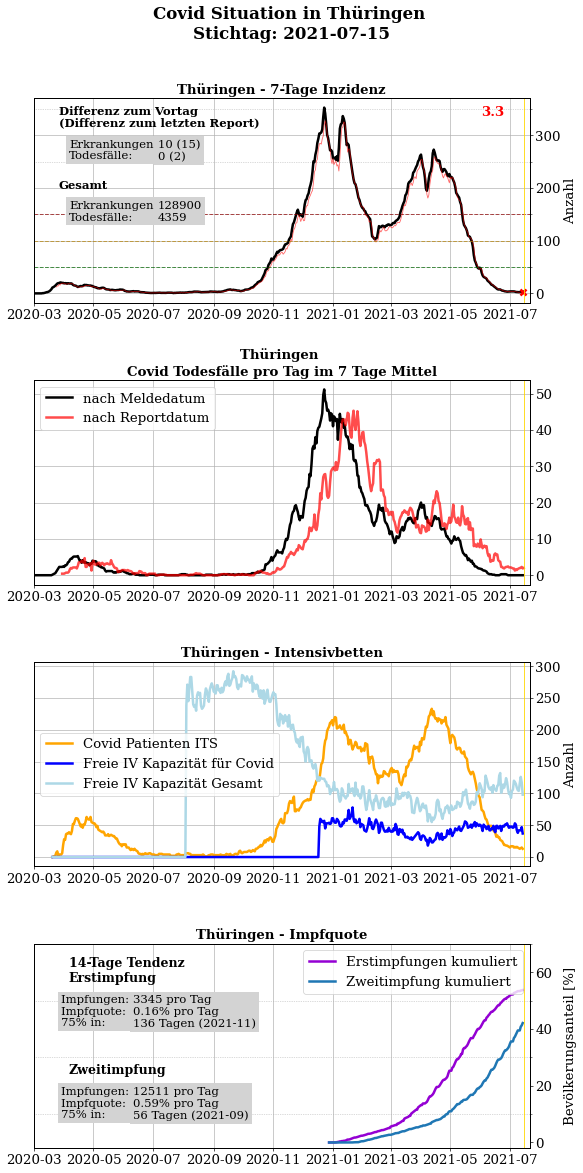 Covid Situation in Thüringen
Stichtag: 2021-07-15
Thüringen - 7-Tage Inzidenz
Differenz zum Vortag
(Differenz zum letzten Report)
Erkrankungen 10 (15)
Todesfälle: 0 (2)
Gesamt
Erkrankungen 128900
Todesfälle: 4359
3.3
300
200
100
0
Anzahl
2020-03 2020-05 2020-07 2020-09 2020-11 2021-01 2021-03 2021-05 2021-07
Thüringen
Covid Todesfälle pro Tag im 7 Tage Mittel
nach Meldedatum
nach Reportdatum
50
40
30
20
10
0
2020-03 2020-05 2020-07 2020-09 2020-11 2021-01 2021-03 2021-05 2021-07
Thüringen - Intensivbetten
Covid Patienten ITS
Freie IV Kapazität für Covid
Freie IV Kapazität Gesamt
300
250
200
150
100
50
0
Anzahl
2020-03 2020-05 2020-07 2020-09 2020-11 2021-01 2021-03 2021-05 2021-07
Thüringen - Impfquote
14-Tage Tendenz
Erstimpfung
Impfungen: 3345 pro Tag
Impfquote: 0.16% pro Tag
75% in: 136 Tagen (2021-11)
Zweitimpfung
Impfungen: 12511 pro Tag
Impfquote: 0.59% pro Tag
75% in: 56 Tagen (2021-09)
Erstimpfungen kumuliert
Zweitimpfung kumuliert
60
40
20
0
Bevölkerungsanteil [%]
2020-03 2020-05 2020-07 2020-09 2020-11 2021-01 2021-03 2021-05 2021-07